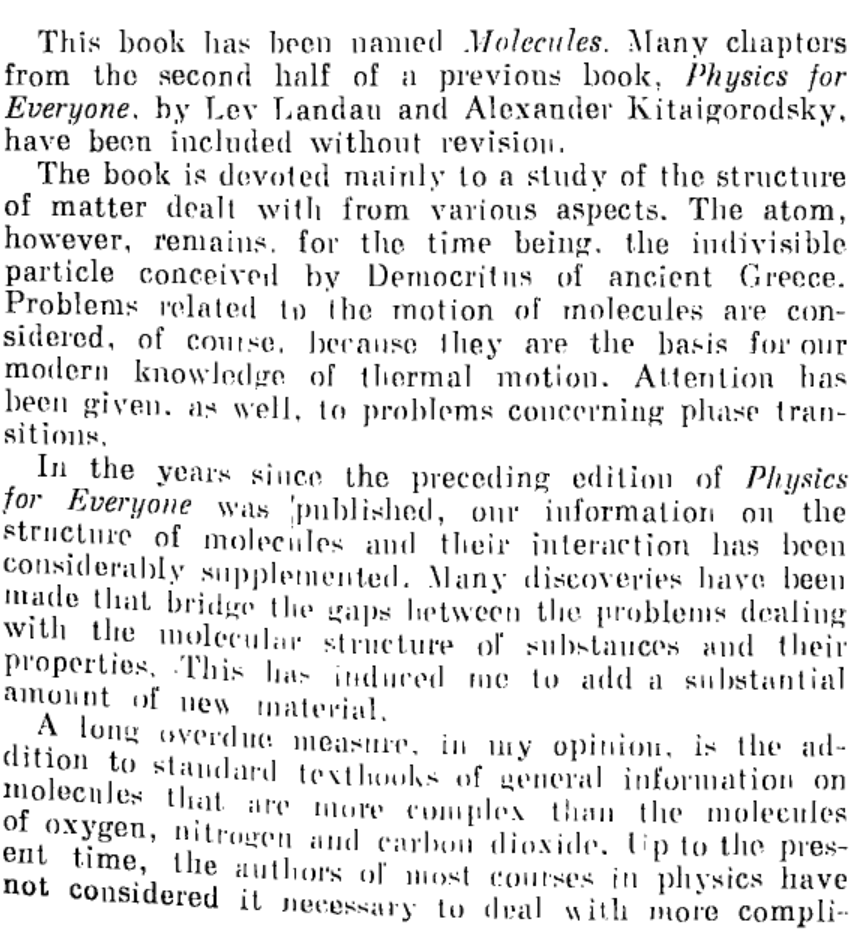 This book has been named Molecules. Many chapters
from the second half of a previous book, Physics for
Everyone, by Lev Landau and Alexander Kitaigorodsky,
have been included without revision.
The book is devoted mainly to a study of the structure
of matter dealt with from various aspects. The atom,
however, remains, for the time being, the indivisible
particle conceived by Democritus of ancient Greece.
Problems related to the motion of molecules are con-
sidered, of course, because they are the basis for our
modern knowledge of thermal motion. Attention has
been given, as well, to problems concerning phase tran-
sitions.
In the years since the preceding edition of Physics
for Everyone was published, our information on the
structure of molecules and their interaction has been
considerably supplemented. Many discoveries have been
made that bridge the gaps between the problems dealing
with the molecular structure of substances and their
properties. This has induced me to add a substantial
amount of new material.
A long overdue measure, in my opinion, is the ad-
dition to standard textbooks of general information on
molecules that are more complex than the molecules
of oxygen, nitrogen and carbon dioxide. Up to the pres-
ent time, the authors of most courses in physics have
not considered it necessary to deal with more compli-